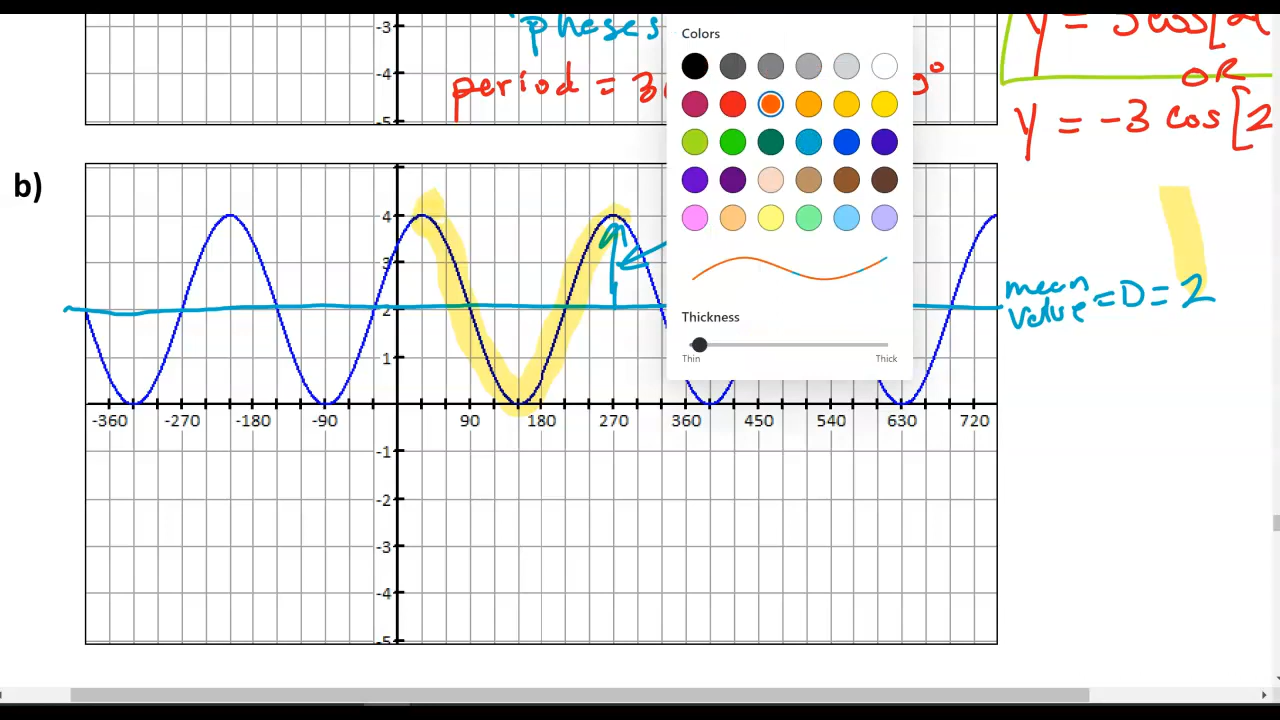 -3
-4
-5
phases
period = 3
°
y = 3 cos[2
OR
y = -3 cos[2
Colors
Thickness
Thin Thick
b)
4
3
2
1
-1
-2
-3
-4
-5
-360 -270 -180 -90 90 180 270 360 450 540 630 720
mean
value = D = 2